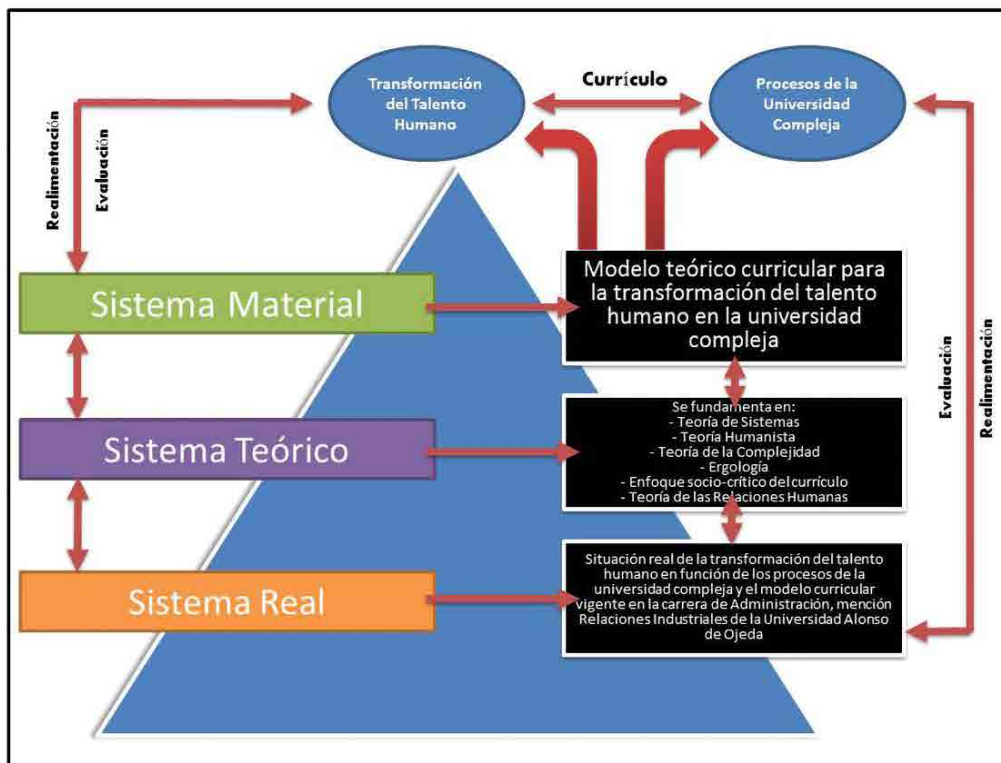 Transformación
del Talento
Humano
Currículo
Procesos de la
Universidad
Compleja
Realimentación
Evaluación
Sistema Material
Modelo teórico curricular para
la transformación del talento
humano en la universidad
compleja
Sistema Teórico
Se fundamenta en:
- Teoría de Sistemas
- Teoría Humanista
- Teoría de la Complejidad
- Ergología
- Enfoque socio-crítico del currículo
- Teoría de las Relaciones Humanas
Sistema Real
Situación real de la transformación del talento
humano en función de los procesos de la
universidad compleja y el modelo curricular
vigente en la carrera de Administración, mención
Relaciones Industriales de la Universidad Alonso
de Ojeda
Evaluación
Realimentación